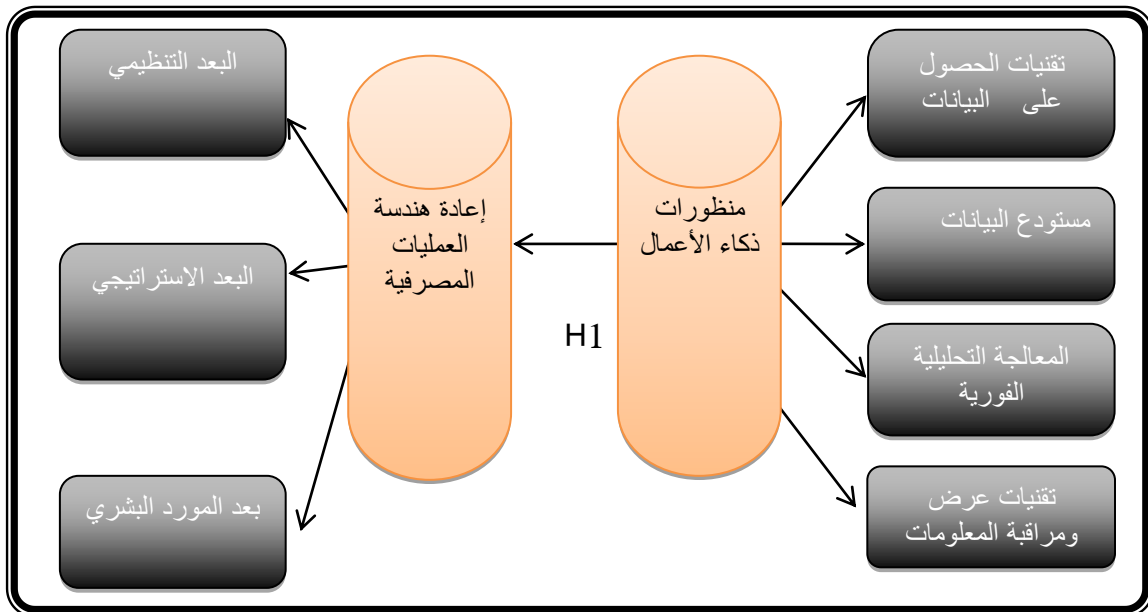 تقنيات الحصول
على البيانات
مستودع البيانات
المعالجة التحليلية
الفورية
تقنيات عرض
ومراقبة المعلومات
منظورات
ذكاء الأعمال
H1
إعادة هندسة
العمليات
المصرفية
البعد التنظيمي
البعد الاستراتيجي
بعد المورد البشري